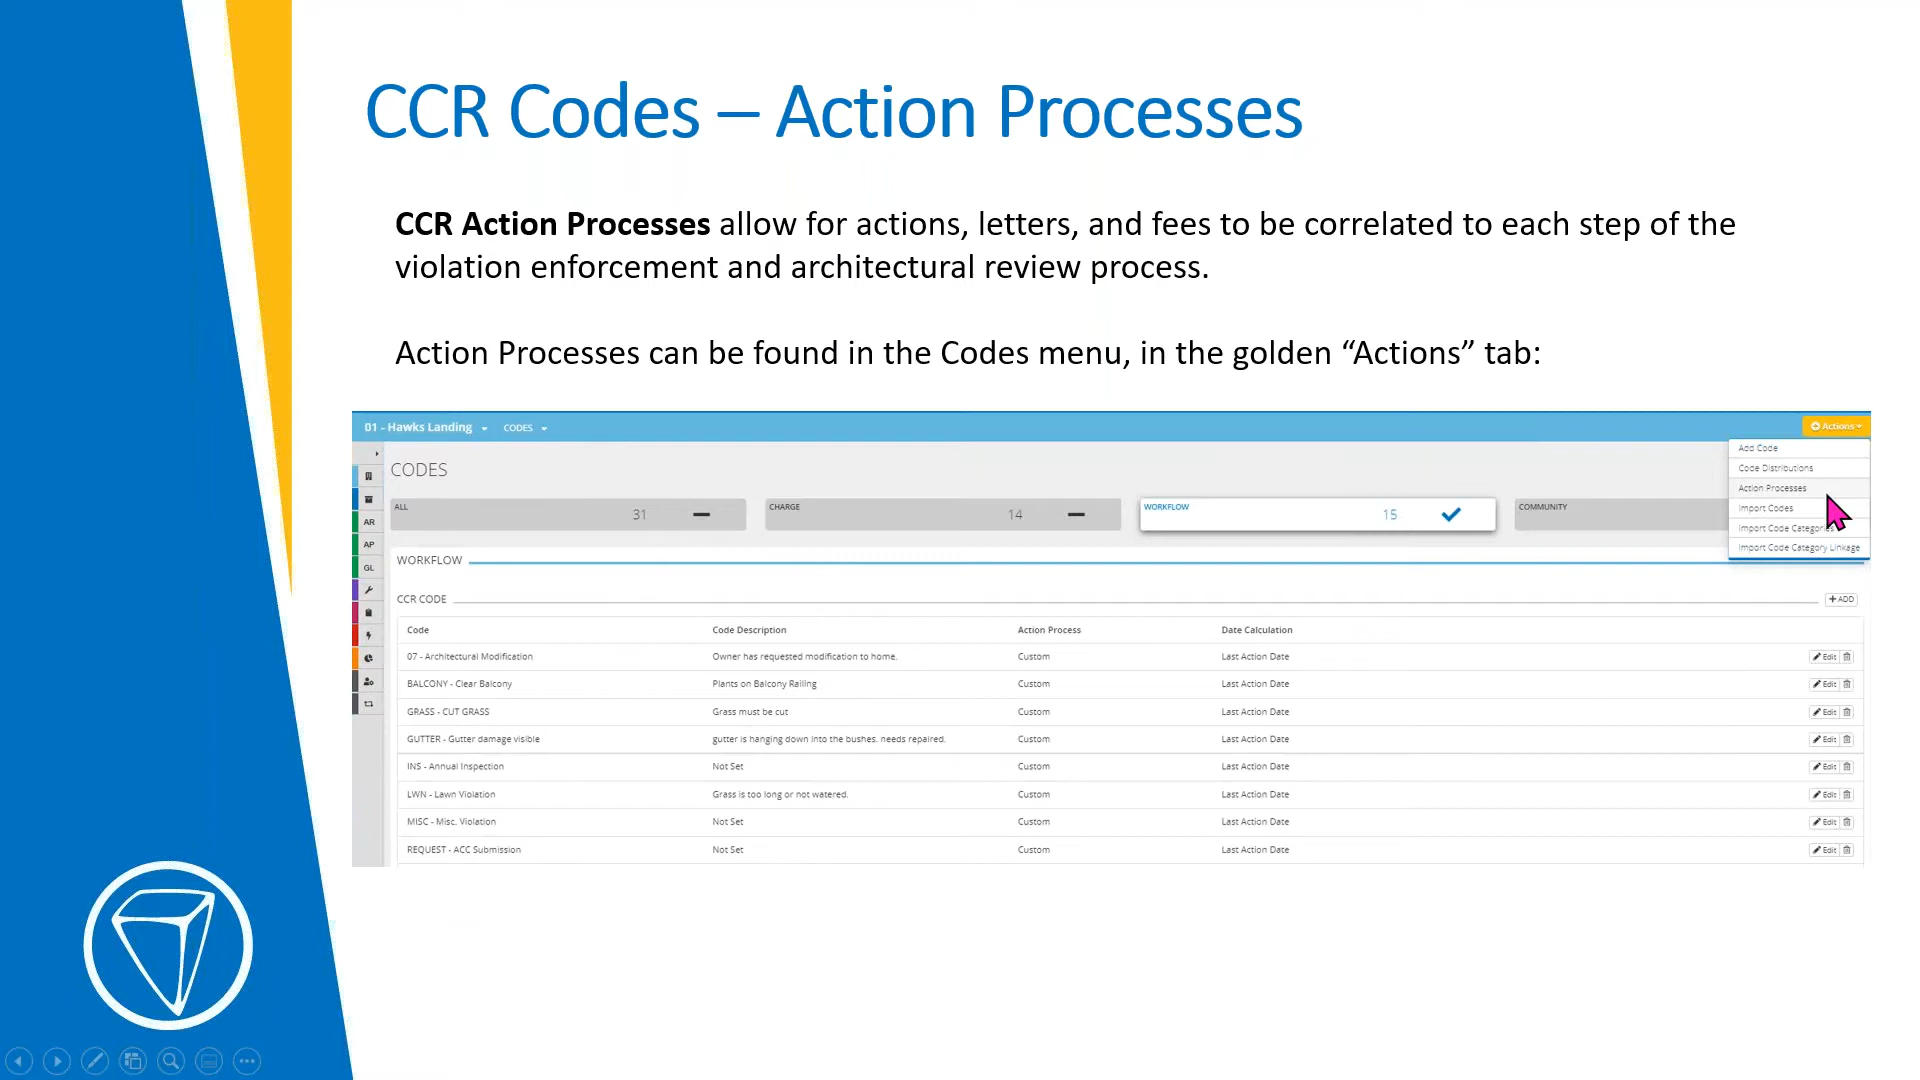 CCR Codes – Action Processes
CCR Action Processes allow for actions, letters, and fees to be correlated to each step of the
violation enforcement and architectural review process.
Action Processes can be found in the Codes menu, in the golden “Actions” tab:
01 - Hawks Landing CODES Actions
Add Code
Code Distributions
Action Processes
Import Codes
Import Code Categories
Import Code Category Linkage
CODES
ALL 31 CHARGE 14 WORKFLOW 15 COMMUNITY
AR
AP
GL
WORKFLOW
CCR CODE + ADD
Code Code Description Action Process Date Calculation
07 - Architectural Modification Owner has requested modification to home. Custom Last Action Date Edit
BALCONY - Clear Balcony Plants on Balcony Railing Custom Last Action Date Edit
GRASS - CUT GRASS Grass must be cut Custom Last Action Date Edit
GUTTER - Gutter damage visible gutter is hanging down into the bushes. needs repaired. Custom Last Action Date Edit
INS - Annual Inspection Not Set Custom Last Action Date Edit
LWN - Lawn Violation Grass is too long or not watered. Custom Last Action Date Edit
MISC - Misc. Violation Not Set Custom Last Action Date Edit
REQUEST - ACC Submission Not Set Custom Last Action Date Edit